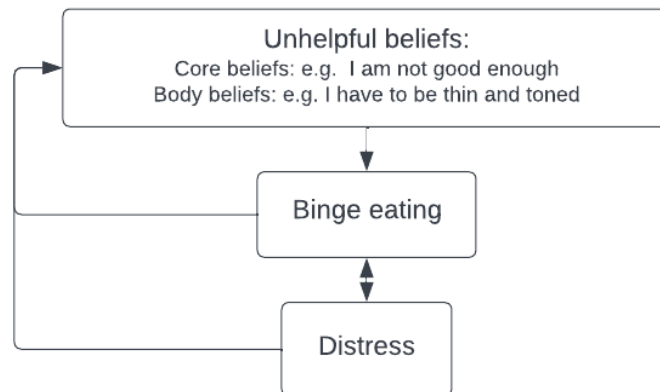 Unhelpful beliefs:
Core beliefs: e.g. I am not good enough
Body beliefs: e.g. I have to be thin and toned
Binge eating
Distress